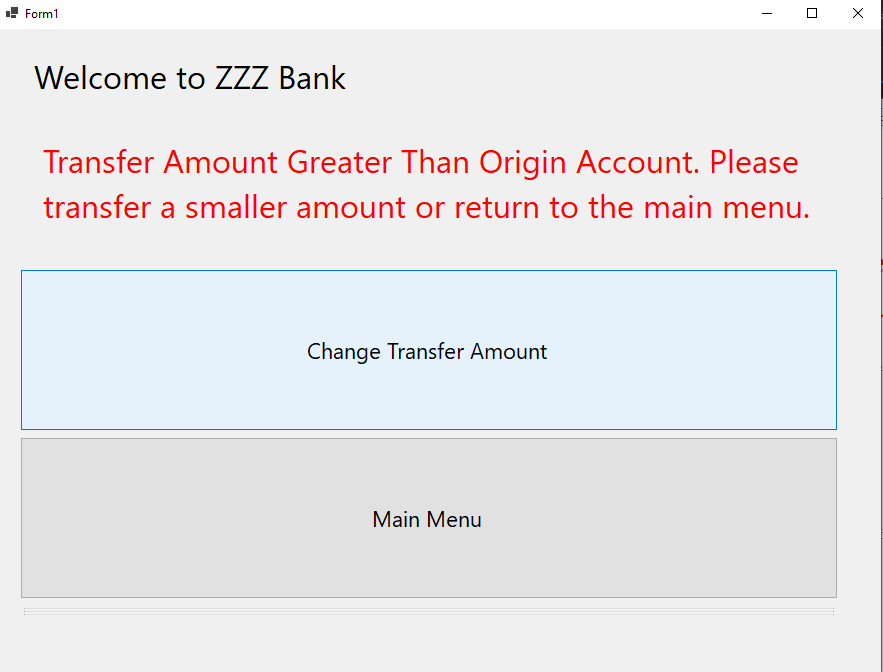 Form1
Welcome to ZZZ Bank
Transfer Amount Greater Than Origin Account. Please
transfer a smaller amount or return to the main menu.
Change Transfer Amount
Main Menu